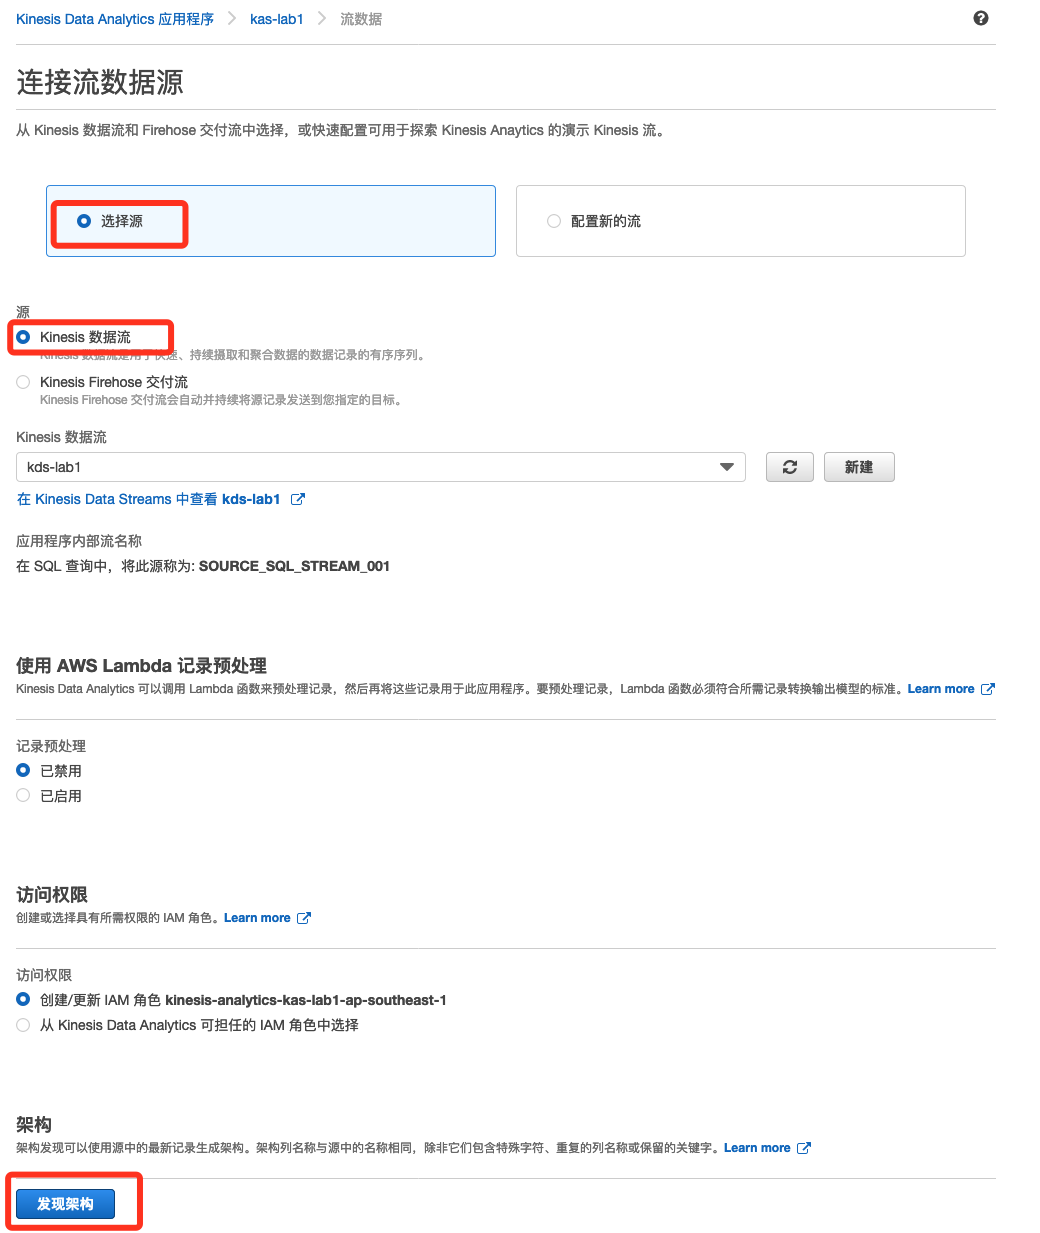 Kinesis Data Analytics 应用程序 > kas-lab1 > 流数据
连接流数据源
从 Kinesis 数据流和 Firehose 交付流中选择，或快速配置可用于探索 Kinesis Anaytics 的演示 Kinesis 流。
选择源
配置新的流
源
Kinesis 数据流
Kinesis 数据流是用于快速、持续摄取和聚合数据的数据记录的有序序列。
Kinesis Firehose 交付流
Kinesis Firehose 交付流会自动并持续将源记录发送到您指定的目标。
Kinesis 数据流
kds-lab1
新建
在 Kinesis Data Streams 中查看 kds-lab1
应用程序内部流名称
在 SQL 查询中，将此源称为: SOURCE_SQL_STREAM_001
使用 AWS Lambda 记录预处理
Kinesis Data Analytics 可以调用 Lambda 函数来预处理记录，然后再将这些记录用于此应用程序。要预处理记录，Lambda 函数必须符合所需记录转换输出模型的标准。Learn more
记录预处理
已禁用
已启用
访问权限
创建或选择具有所需权限的 IAM 角色。Learn more
访问权限
创建/更新 IAM 角色 kinesis-analytics-kas-lab1-ap-southeast-1
从 Kinesis Data Analytics 可担任的 IAM 角色中选择
架构
架构发现可以使用源中的最新记录生成架构。架构列名称与源中的名称相同，除非它们包含特殊字符、重复的列名称或保留的关键字。Learn more
发现架构